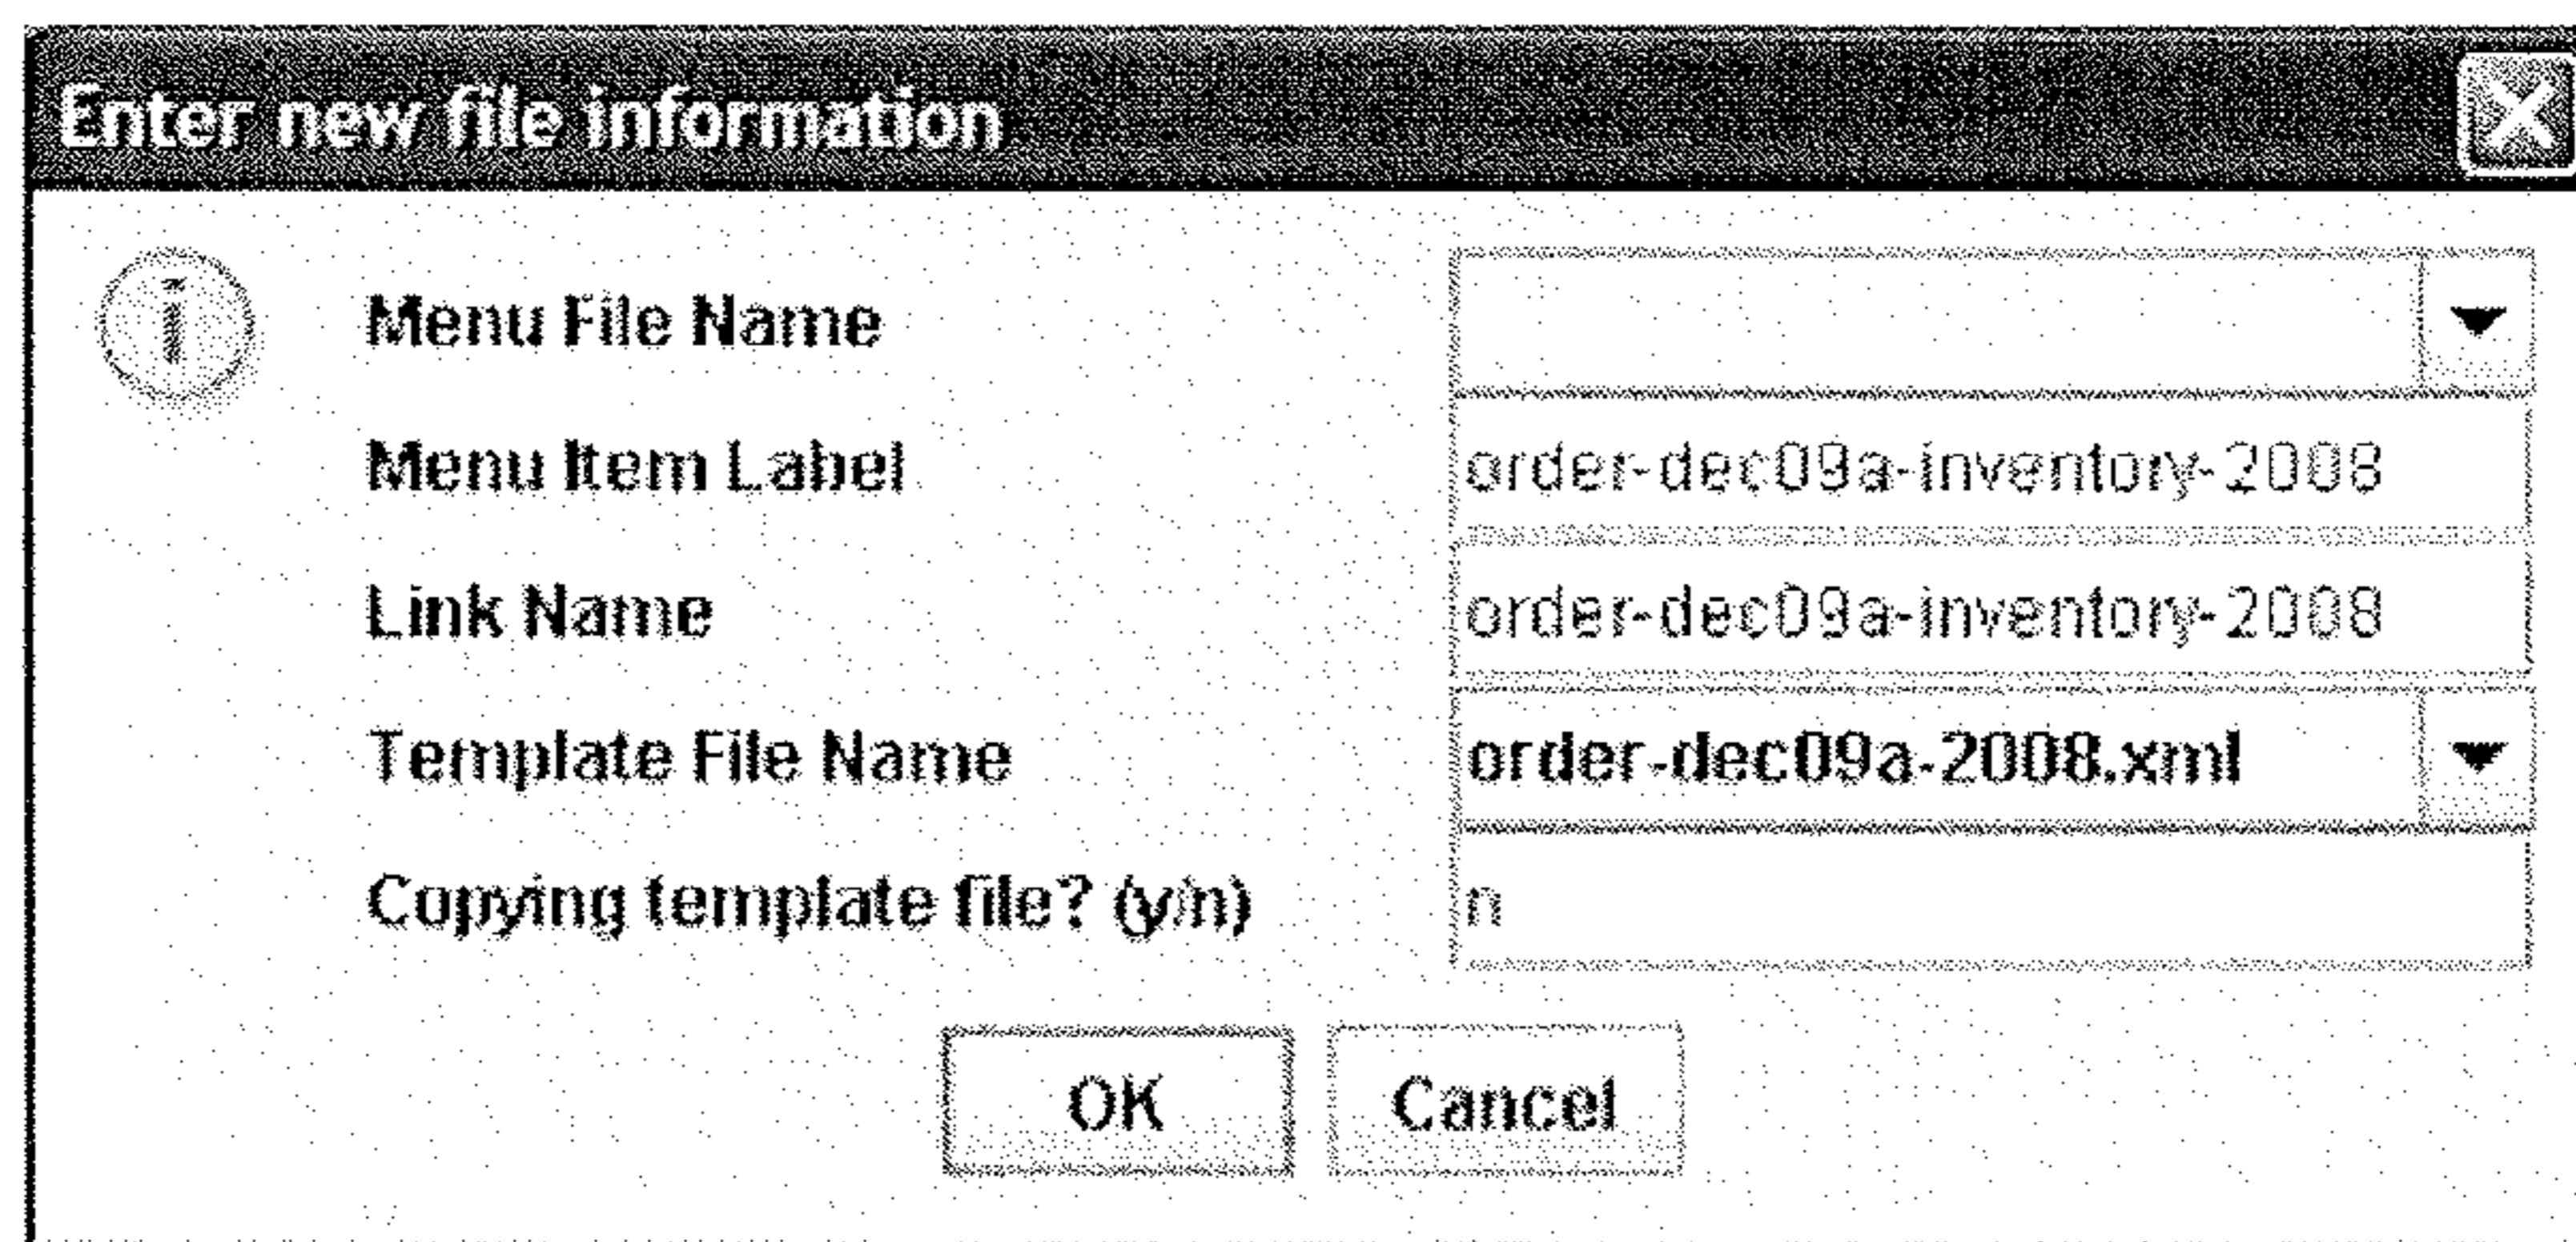 Enter new file information
Menu File Name
Menu Item Label order-dec09a-inventory-2008
Link Name order-dec09a-inventory-2008
Template File Name order-dec09a-2008.xml
Copying template file? (y/n) n
OK Cancel